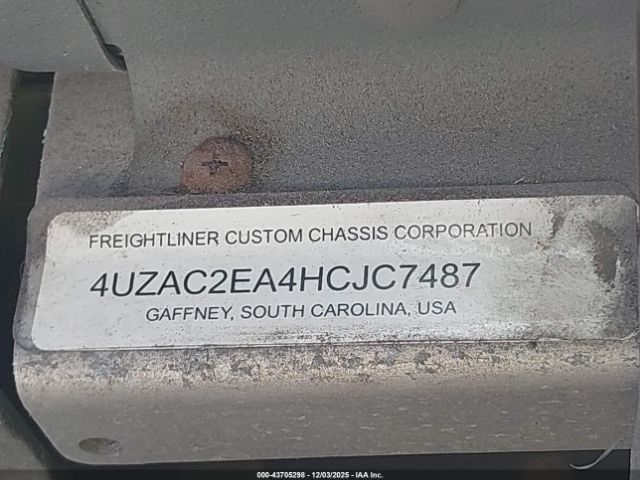 FREIGHTLINER CUSTOM CHASSIS CORPORATION
4UZAC2EA4HCJC7487
GAFFNEY, SOUTH CAROLINA, USA
000-43705298 - 12/03/2025 - IAA Inc.